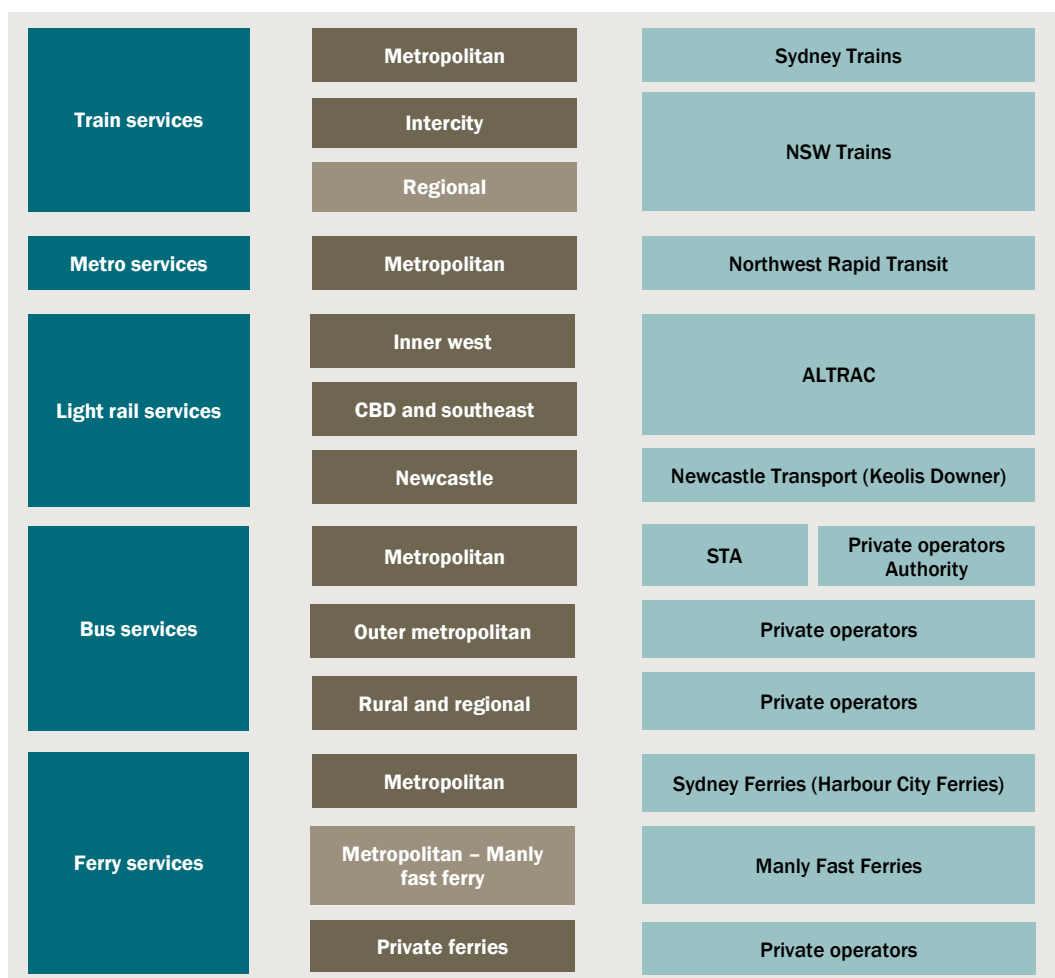 Train services
Metropolitan
Sydney Trains
Intercity
NSW Trains
Regional
Metro services
Metropolitan
Northwest Rapid Transit
Light rail services
Inner west
ALTRAC
CBD and southeast
Newcastle
Newcastle Transport (Keolis Downer)
Bus services
Metropolitan
STA
Private operators
Authority
Outer metropolitan
Private operators
Rural and regional
Private operators
Ferry services
Metropolitan
Sydney Ferries (Harbour City Ferries)
Metropolitan – Manly
fast ferry
Manly Fast Ferries
Private ferries
Private operators